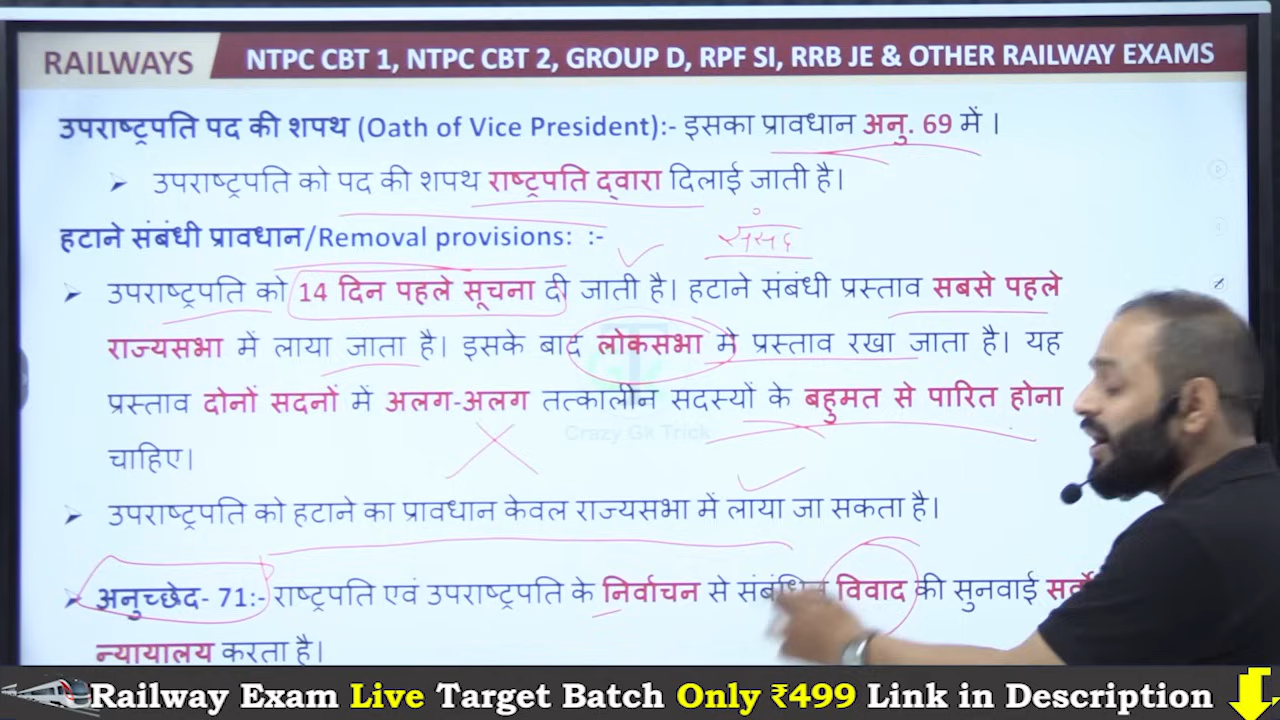 RAILWAYS NTPC CBT 1, NTPC CBT 2, GROUP D, RPF SI, RRB JE & OTHER RAILWAY EXAMS
उपराष्ट्रपति पद की शपथ (Oath of Vice President):- इसका प्रावधान अनु. 69 में ।
➢ उपराष्ट्रपति को पद की शपथ राष्ट्रपति द्वारा दिलाई जाती है।
हटाने संबंधी प्रावधान/Removal provisions: :- संसद
➢ उपराष्ट्रपति को 14 दिन पहले सूचना दी जाती है। हटाने संबंधी प्रस्ताव सबसे पहले
राज्यसभा में लाया जाता है। इसके बाद लोकसभा मे प्रस्ताव रखा जाता है। यह
प्रस्ताव दोनों सदनों में अलग-अलग तत्कालीन सदस्यों के बहुमत से पारित होना
Crazy Gk Trick
चाहिए।
➢ उपराष्ट्रपति को हटाने का प्रावधान केवल राज्यसभा में लाया जा सकता है।
➢ अनुच्छेद- 71:- राष्ट्रपति एवं उपराष्ट्रपति के निर्वाचन से संबंधित विवाद की सुनवाई
न्यायालय करता है।
Railway Exam Live Target Batch Only ₹499 Link in Description